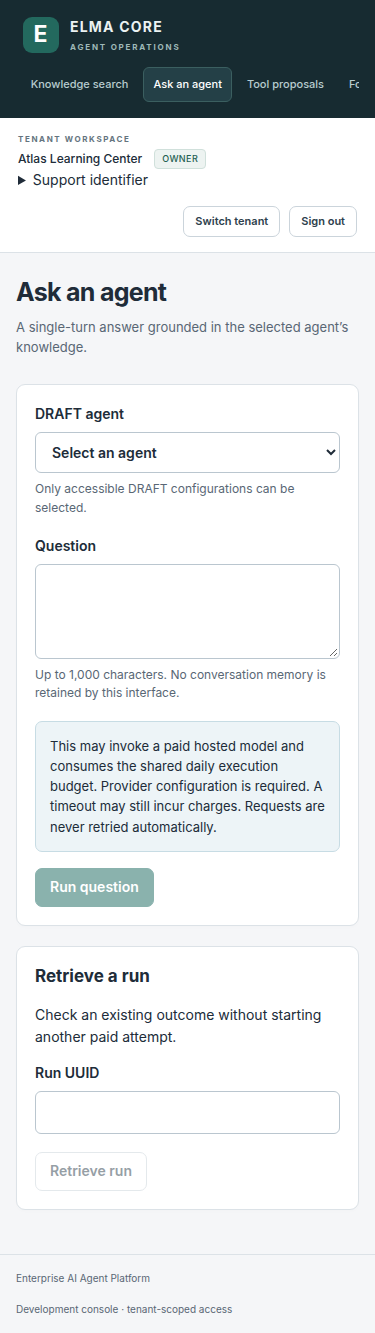 E
ELMA CORE
AGENT OPERATIONS
Knowledge search
Ask an agent
Tool proposals
TENANT WORKSPACE
Atlas Learning Center
OWNER
Support identifier
Switch tenant
Sign out
Ask an agent
A single-turn answer grounded in the selected agent's
knowledge.
DRAFT agent
Select an agent
Only accessible DRAFT configurations can be
selected.
Question
Up to 1,000 characters. No conversation memory is
retained by this interface.
This may invoke a paid hosted model and
consumes the shared daily execution
budget. Provider configuration is required. A
timeout may still incur charges. Requests are
never retried automatically.
Run question
Retrieve a run
Check an existing outcome without starting
another paid attempt.
Run UUID
Retrieve run
Enterprise AI Agent Platform
Development console · tenant-scoped access